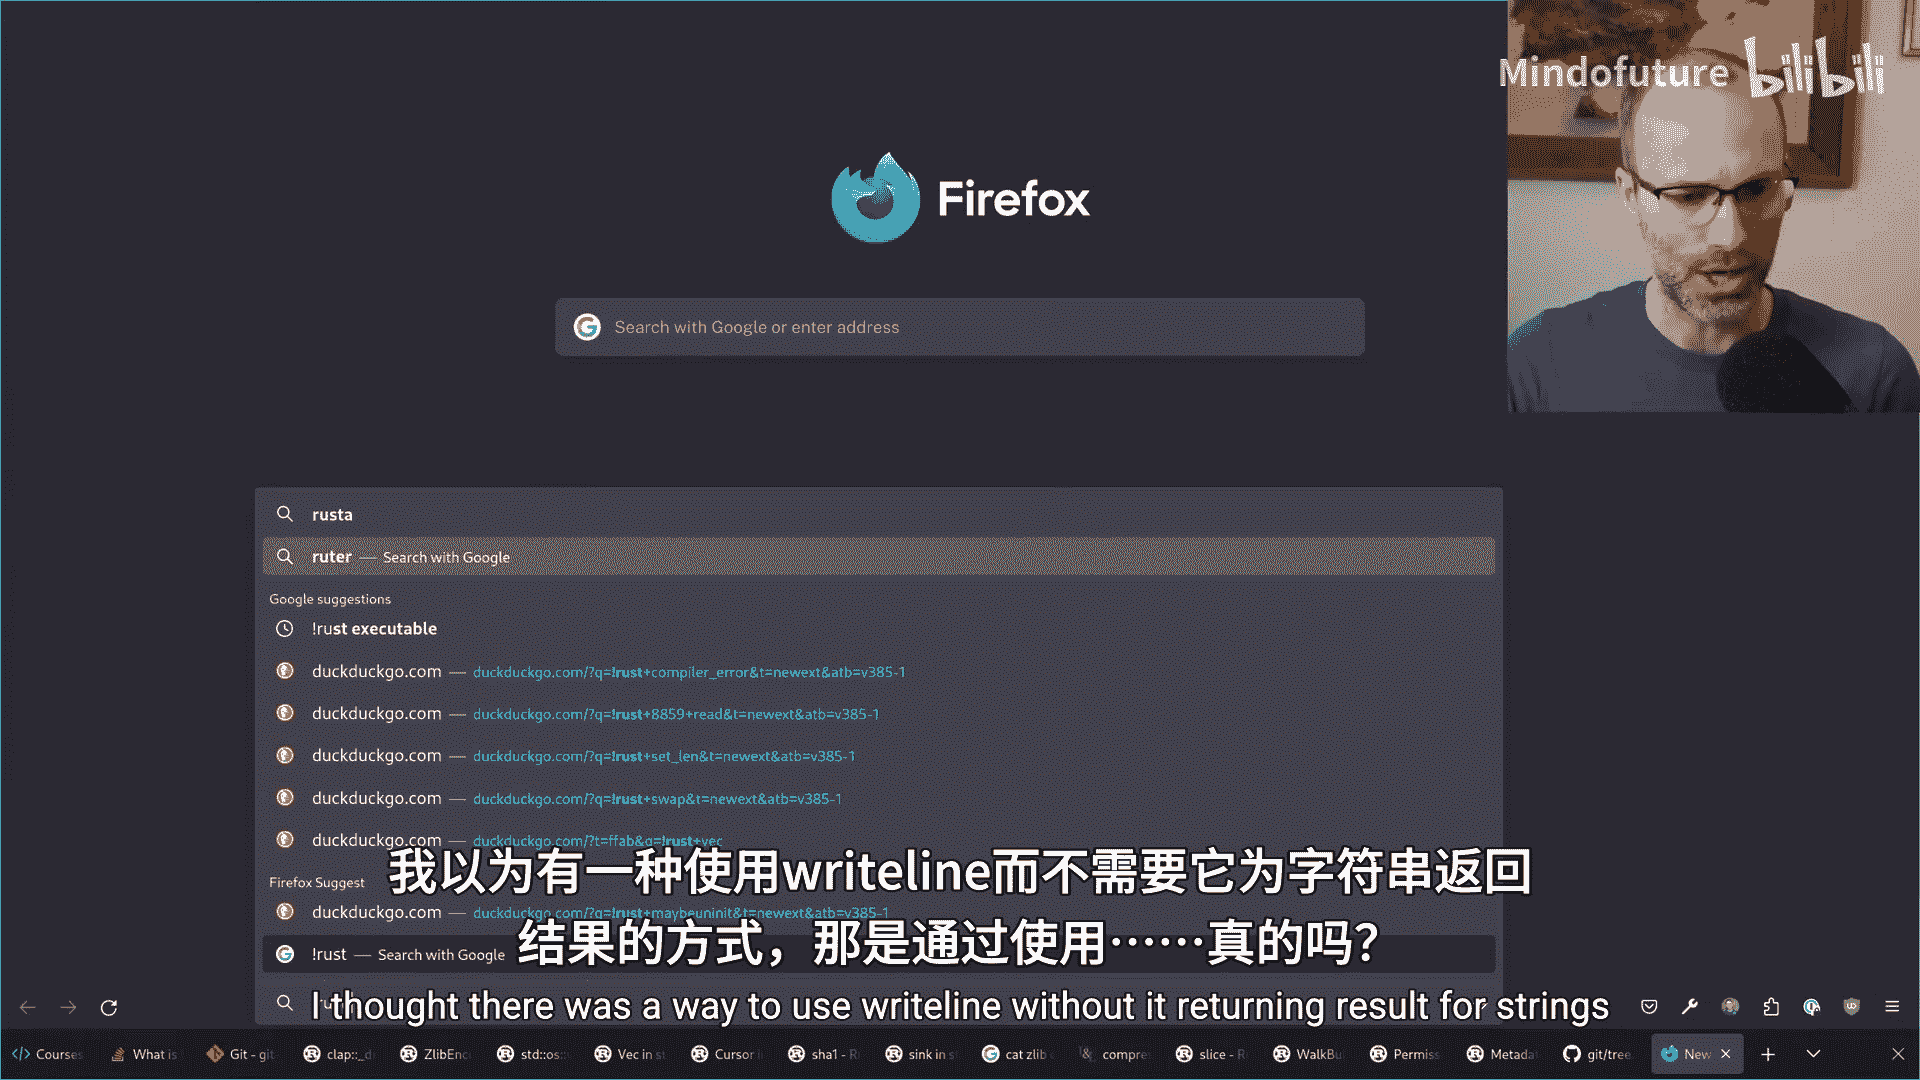 Mindofuture bilibili
Firefox
Search with Google or enter address
rusta
ruter — Search with Google
Google suggestions
!rust executable
duckduckgo.com — duckduckgo.com/?q=!rust+compiler_error&t=newext&atb=v385-1
duckduckgo.com — duckduckgo.com/?q=!rust+8859+read&t=newext&atb=v385-1
duckduckgo.com — duckduckgo.com/?q=!rust+set_len&t=newext&atb=v385-1
duckduckgo.com — duckduckgo.com/?q=!rust+swap&t=newext&atb=v385-1
duckduckgo.com — duckduckgo.com/?t=ffab&q=!rust+vec
我以为有一种使用writeline而不需要它为字符串返回
Firefox Suggest
duckduckgo.com — duckduckgo.com/?q=!rust+maybeuninit&t=newext&atb=v385-1
结果的方式，那是通过使用……真的吗？
!rust — Search with Google
I thought there was a way to use writeline without it returning result for strings
Courses What is Git - git clap::_d ZlibEnc std::os: Vec in st Cursor i sha1 - R sink in s cat zlib compre slice - R WalkBu Permiss Metada git/tree New